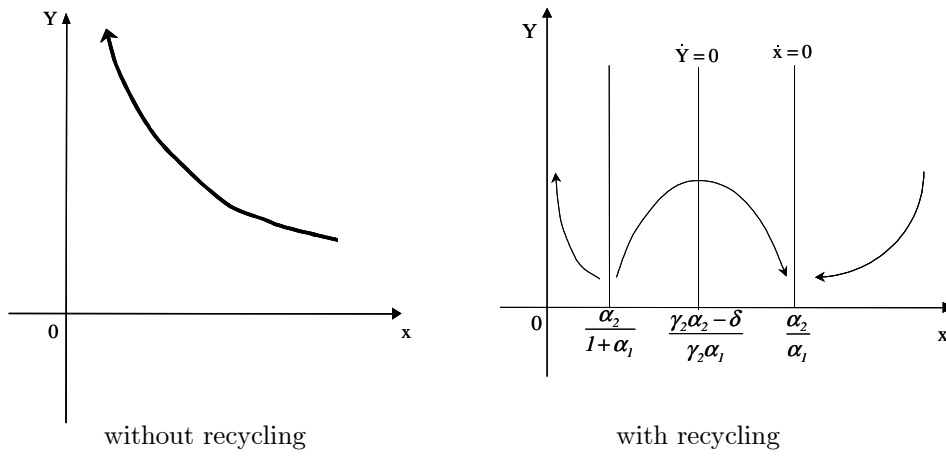 Y
0
x
without recycling
Y
Ẏ = 0
ẋ = 0
0
α₂ / 1 + α₁
γ₂α₂ − δ / γ₂α₁
α₂ / α₁
x
with recycling